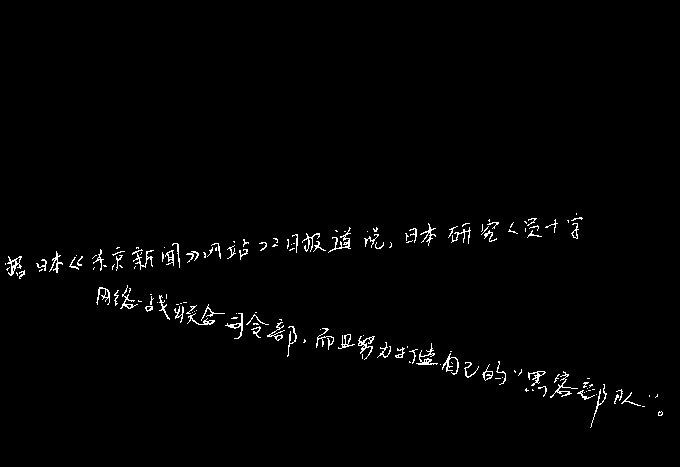 据日本《东京新闻》网站22日报道说,日本研究人员
网络战联合司令部,而且努力打造自己的"黑客部队"。